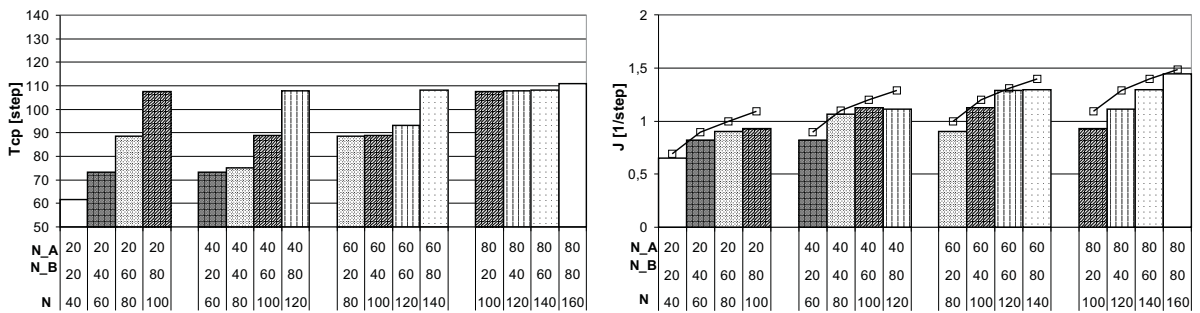 140
130
120
110
100
90
80
70
60
50
Tcp [step]
N_A 20 20 20 20 40 40 40 40 60 60 60 60 80 80 80 80
N_B 20 40 60 80 20 40 60 80 20 40 60 80 20 40 60 80
N 40 60 80 100 60 80 100 120 80 100 120 140 100 120 140 160
2
1,5
1
0,5
0
J [1/step]
N_A 20 20 20 20 40 40 40 40 60 60 60 60 80 80 80 80
N_B 20 40 60 80 20 40 60 80 20 40 60 80 20 40 60 80
N 40 60 80 100 60 80 100 120 80 100 120 140 100 120 140 160